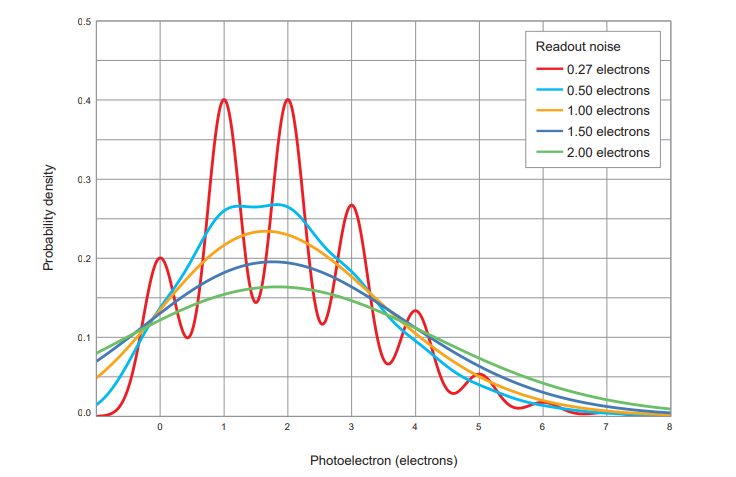 0.5
0.4
0.3
0.2
0.1
0.0
Probability density
Readout noise
0.27 electrons
0.50 electrons
1.00 electrons
1.50 electrons
2.00 electrons
0 1 2 3 4 5 6 7 8
Photoelectron (electrons)